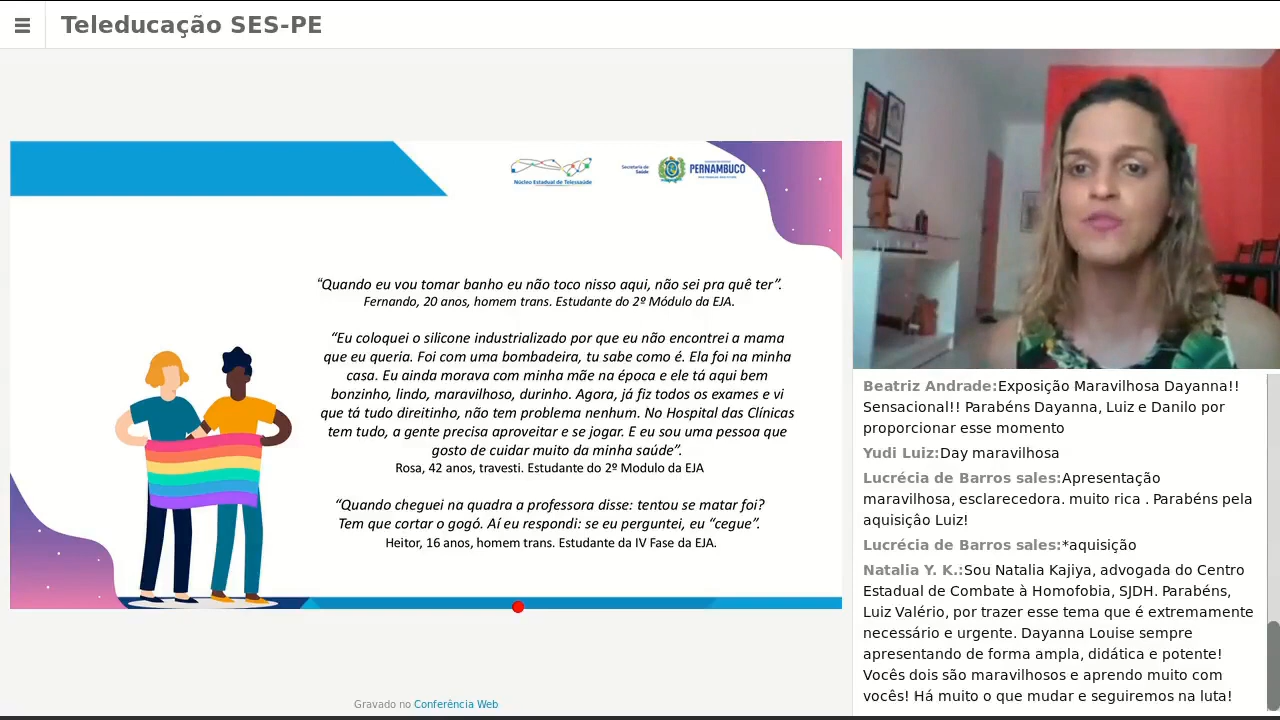 Teleducação SES-PE
Núcleo Estadual de Telessaúde
Secretaria de
Saúde
PERNAMBUCO
“Quando eu vou tomar banho eu não toco nisso aqui, não sei pra quê ter”.
Fernando, 20 anos, homem trans. Estudante do 2º Módulo da EJA.
“Eu coloquei o silicone industrializado por que eu não encontrei a mama
que eu queria. Foi com uma bombadeira, tu sabe como é. Ela foi na minha
casa. Eu ainda morava com minha mãe na época e ele tá aqui bem
bonzinho, lindo, maravilhoso, durinho. Agora, já fiz todos os exames e vi
que tá tudo direitinho, não tem problema nenhum. No Hospital das Clínicas
tem tudo, a gente precisa aproveitar e se jogar. E eu sou uma pessoa que
gosto de cuidar muito da minha saúde”.
Rosa, 42 anos, travesti. Estudante do 2º Modulo da EJA
“Quando cheguei na quadra a professora disse: tentou se matar foi?
Tem que cortar o gogó. Aí eu respondi: se eu perguntei, eu “cegue”.
Heitor, 16 anos, homem trans. Estudante da IV Fase da EJA.
Gravado no Conferência Web
Beatriz Andrade:Exposição Maravilhosa Dayanna!!
Sensacional!! Parabéns Dayanna, Luiz e Danilo por
proporcionar esse momento
Yudi Luiz:Day maravilhosa
Lucrécia de Barros sales:Apresentação
maravilhosa, esclarecedora. muito rica . Parabéns pela
aquisiçâo Luiz!
Lucrécia de Barros sales:*aquisição
Natalia Y. K.:Sou Natalia Kajiya, advogada do Centro
Estadual de Combate à Homofobia, SJDH. Parabéns,
Luiz Valério, por trazer esse tema que é extremamente
necessário e urgente. Dayanna Louise sempre
apresentando de forma ampla, didática e potente!
Vocês dois são maravilhosos e aprendo muito com
vocês! Há muito o que mudar e seguiremos na luta!